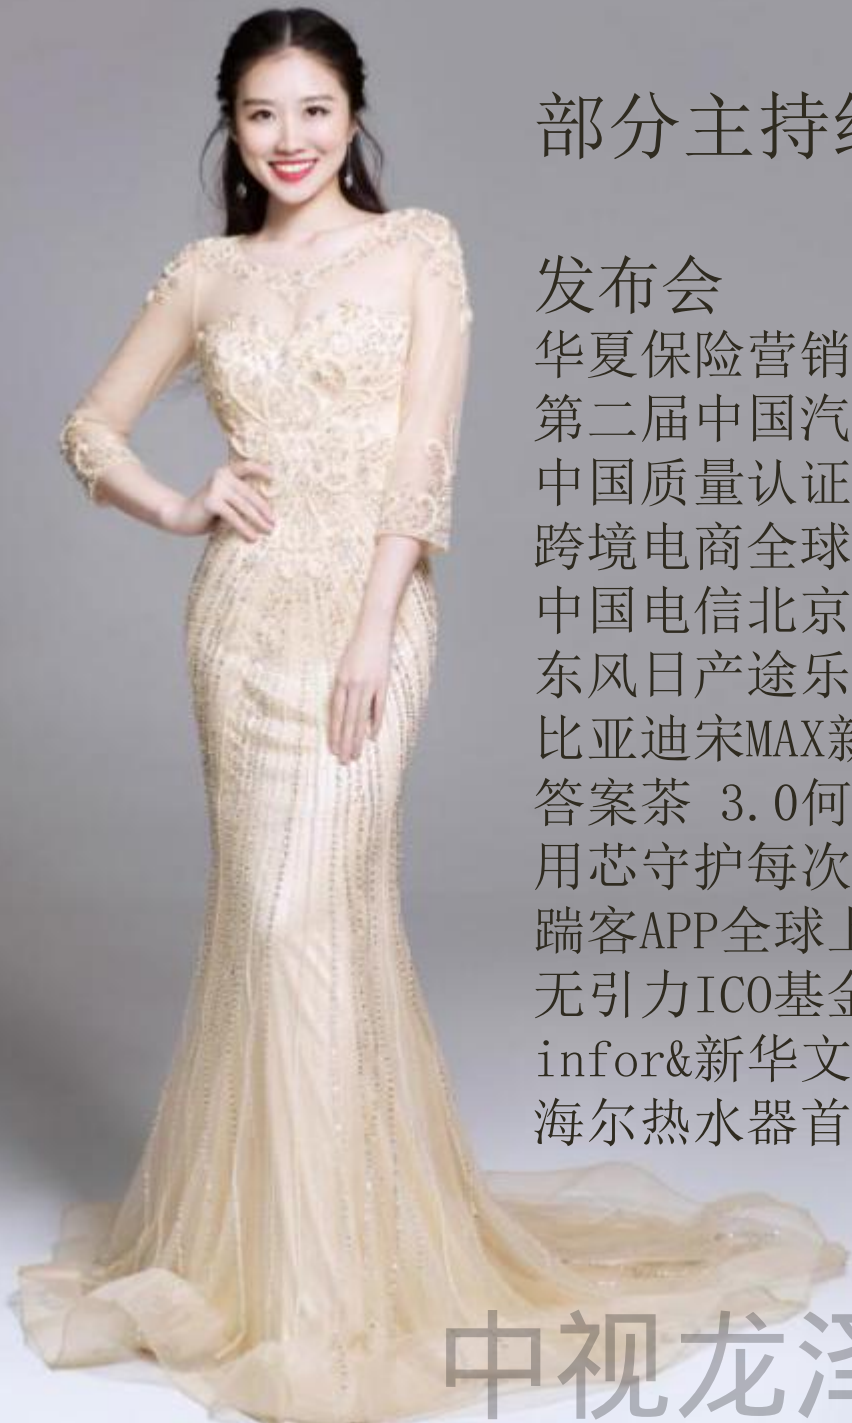 部分主持
发布会
华夏保险营销
第二届中国汽
中国质量认证
跨境电商全球
中国电信北京
东风日产途乐
比亚迪宋MAX新
答案茶 3.0何
用芯守护每次
踹客APP全球上
无引力ICO基金
infor&新华文
海尔热水器首
中视龙泽